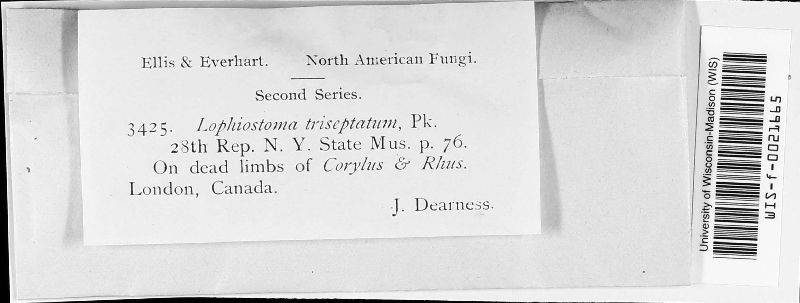 Ellis & Everhart. North American Fungi.
Second Series.
3425. Lophiostoma triseptatum, Pk.
28th Rep. N. Y. State Mus. p. 76.
On dead limbs of Corylus & Rhus.
London, Canada.
J. Dearness.
University of Wisconsin-Madison (WIS)
WIS-f-0021665